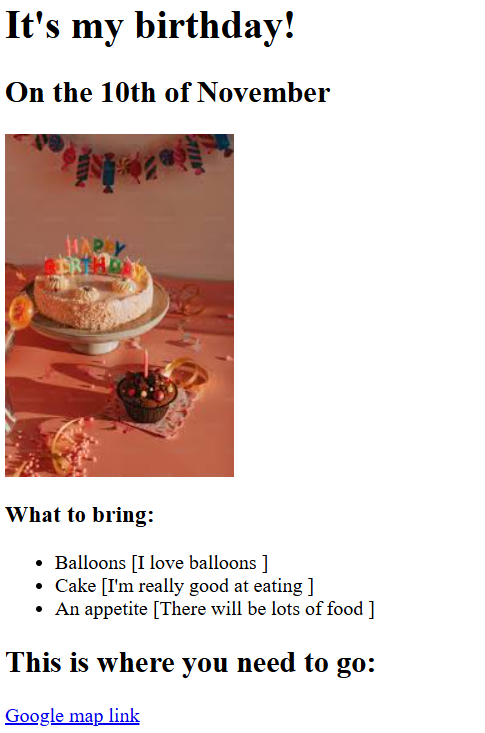 It's my birthday!
On the 10th of November
HAPPY
BIRTHDAY
What to bring:
Balloons [I love balloons ]
Cake [I'm really good at eating ]
An appetite [There will be lots of food ]
This is where you need to go:
Google map link